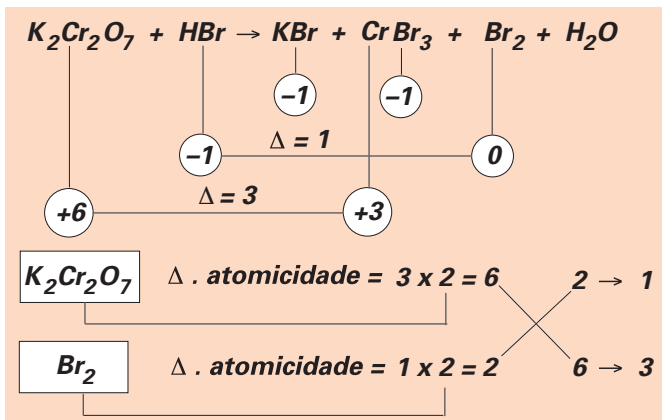 K₂Cr₂O₇ + HBr → KBr + CrBr₃ + Br₂ + H₂O
–1 –1
Δ = 1
–1 0
Δ = 3
+6 +3
K₂Cr₂O₇ Δ . atomicidade = 3 x 2 = 6 2 → 1
Br₂ Δ . atomicidade = 1 x 2 = 2 6 → 3